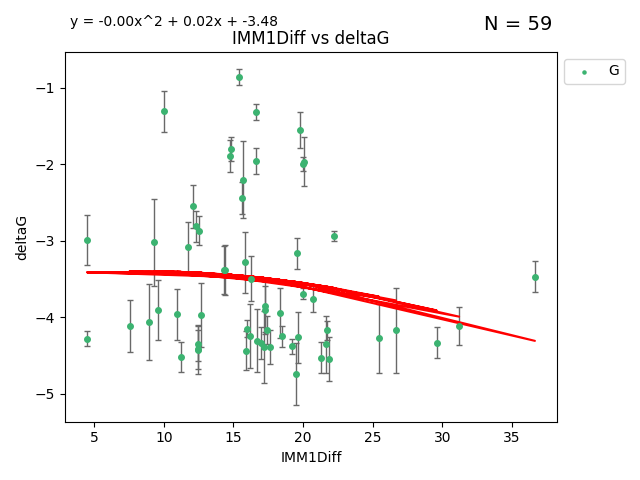 y = -0.00x^2 + 0.02x + -3.48
N = 59
IMM1Diff vs deltaG
G
−1
−2
−3
−4
−5
deltaG
5 10 15 20 25 30 35
IMM1Diff